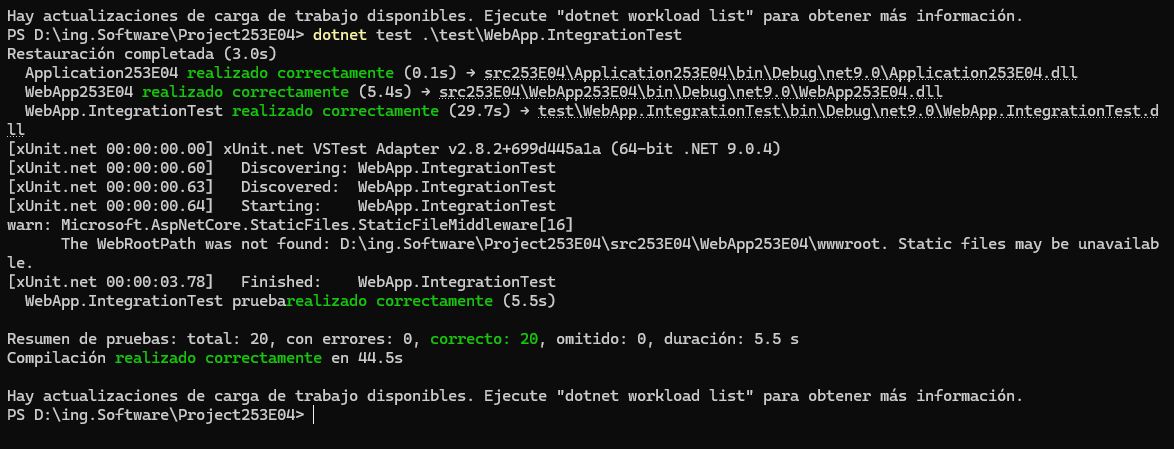 Hay actualizaciones de carga de trabajo disponibles. Ejecute "dotnet workload list" para obtener más información.
PS D:\ing.Software\Project253E04> dotnet test .\test\WebApp.IntegrationTest
Restauración completada (3.0s)
  Application253E04 realizado correctamente (0.1s) → src253E04\Application253E04\bin\Debug\net9.0\Application253E04.dll
  WebApp253E04 realizado correctamente (5.4s) → src253E04\WebApp253E04\bin\Debug\net9.0\WebApp253E04.dll
  WebApp.IntegrationTest realizado correctamente (29.7s) → test\WebApp.IntegrationTest\bin\Debug\net9.0\WebApp.IntegrationTest.d
ll
[xUnit.net 00:00:00.00] xUnit.net VSTest Adapter v2.8.2+699d445a1a (64-bit .NET 9.0.4)
[xUnit.net 00:00:00.60]   Discovering: WebApp.IntegrationTest
[xUnit.net 00:00:00.63]   Discovered:  WebApp.IntegrationTest
[xUnit.net 00:00:00.64]   Starting:    WebApp.IntegrationTest
warn: Microsoft.AspNetCore.StaticFiles.StaticFileMiddleware[16]
      The WebRootPath was not found: D:\ing.Software\Project253E04\src253E04\WebApp253E04\wwwroot. Static files may be unavailab
le.
[xUnit.net 00:00:03.78]   Finished:    WebApp.IntegrationTest
  WebApp.IntegrationTest pruebarealizado correctamente (5.5s)

Resumen de pruebas: total: 20, con errores: 0, correcto: 20, omitido: 0, duración: 5.5 s
Compilación realizado correctamente en 44.5s

Hay actualizaciones de carga de trabajo disponibles. Ejecute "dotnet workload list" para obtener más información.
PS D:\ing.Software\Project253E04>